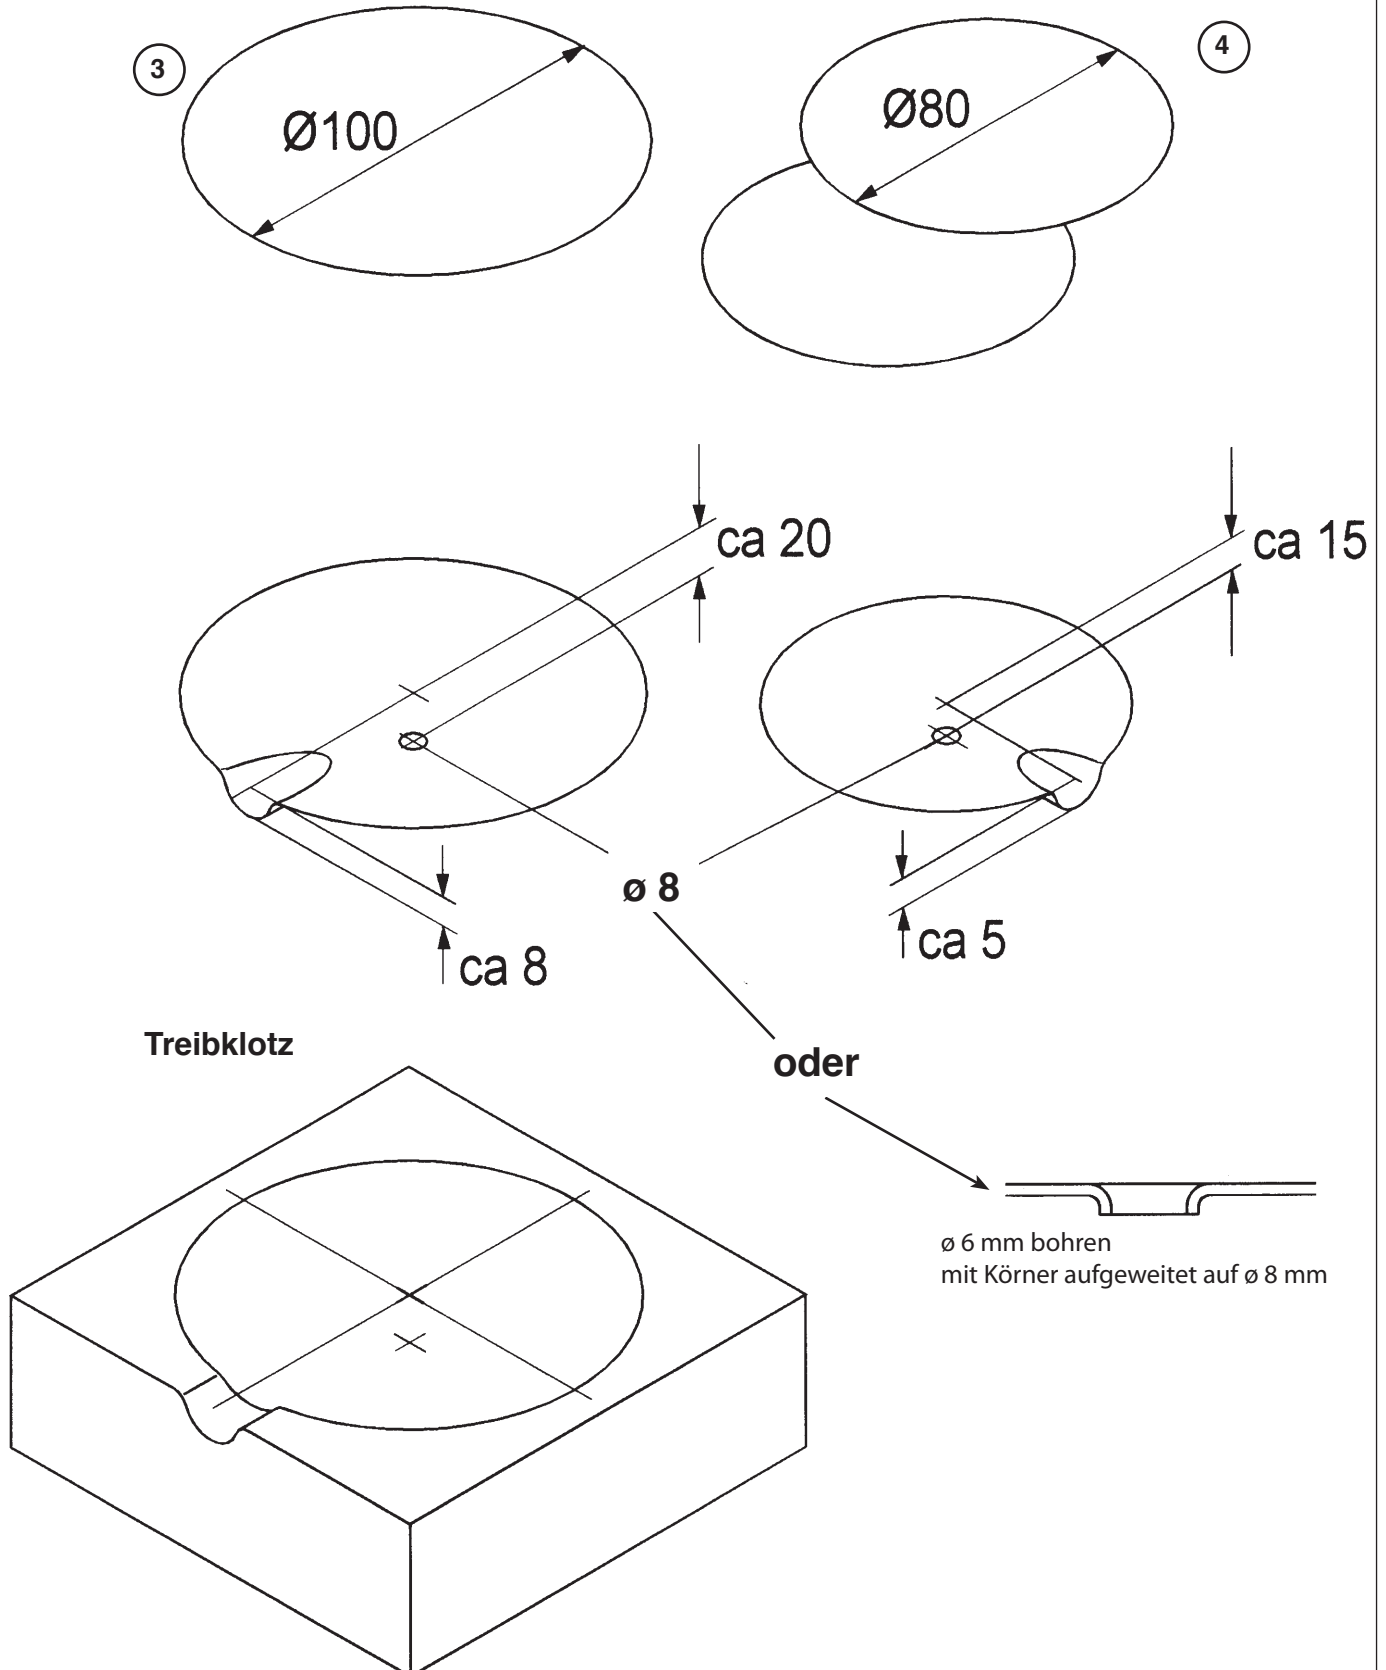 3
4
Ø100
Ø80
ca 20
ca 15
ø 8
ca 5
ca 8
Treibklotz
oder
ø 6 mm bohren
mit Körner aufgeweitet auf ø 8 mm